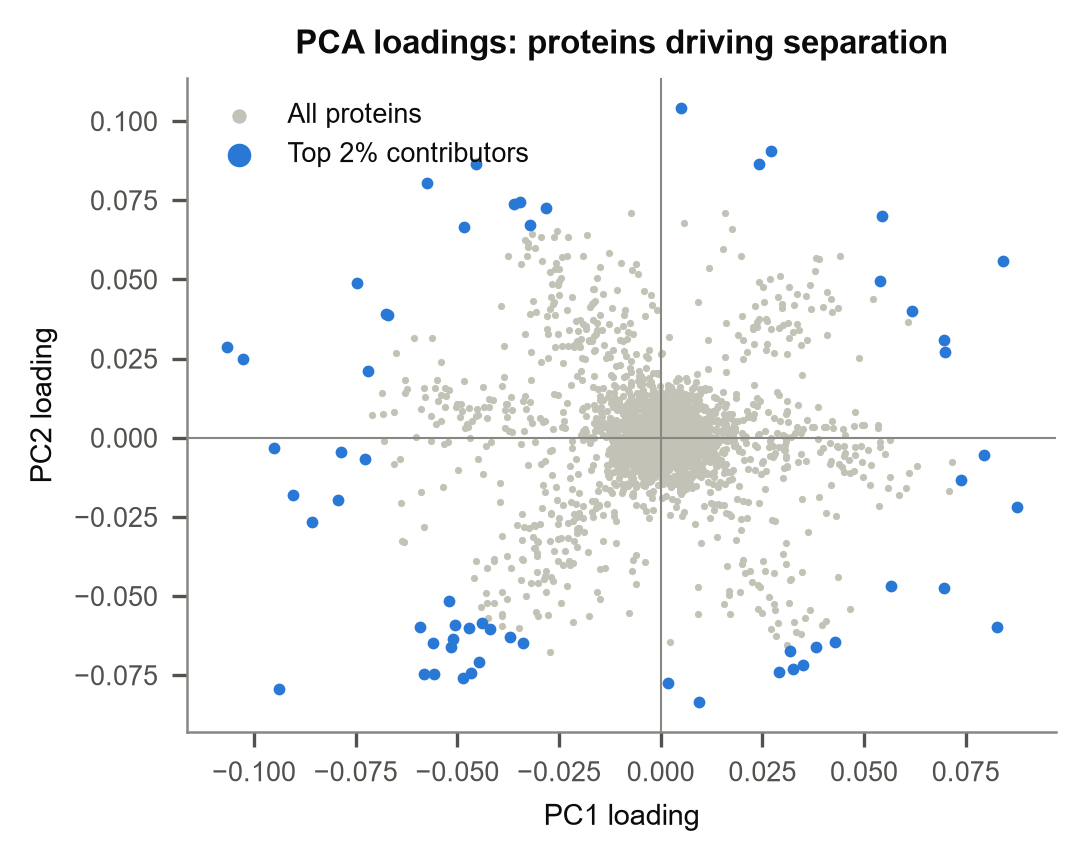 PCA loadings: proteins driving separation
All proteins
Top 2% contributors
0.100
0.075
0.050
0.025
0.000
−0.025
−0.050
−0.075
PC2 loading
−0.100 −0.075 −0.050 −0.025 0.000 0.025 0.050 0.075
PC1 loading